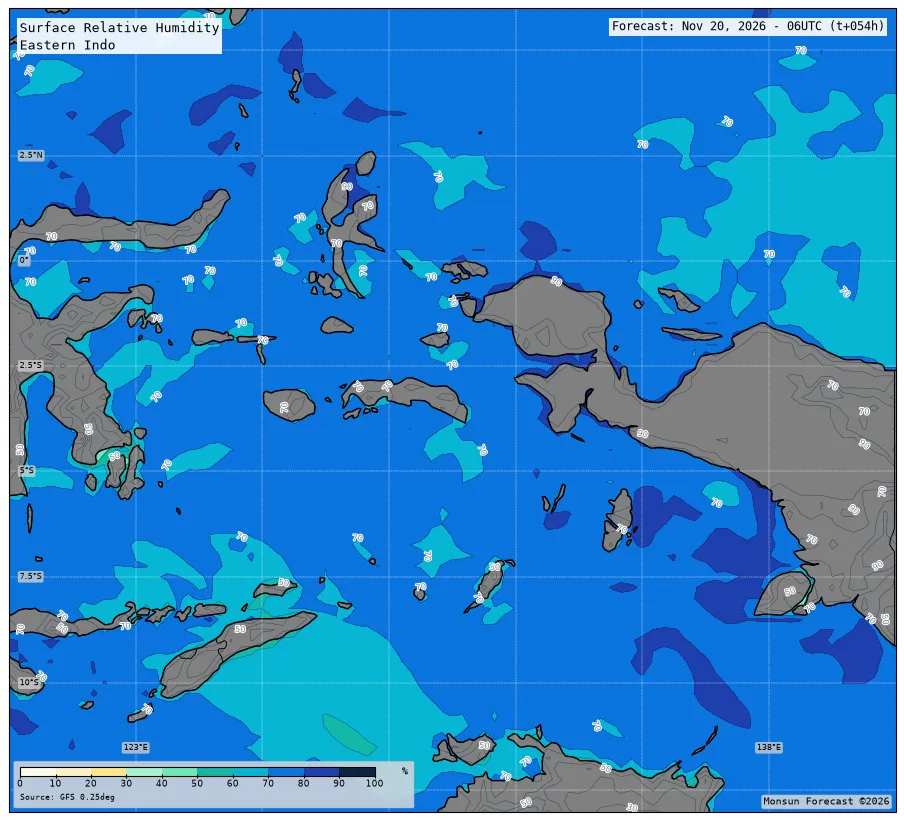 Surface Relative Humidity
Eastern Indo
Forecast: Nov 20, 2026 - 06UTC (t+054h)
2.5°N
0°
2.5°S
5°S
7.5°S
10°S
123°E
138°E
%
0 10 20 30 40 50 60 70 80 90 100
Source: GFS 0.25deg
Monsun Forecast ©2026